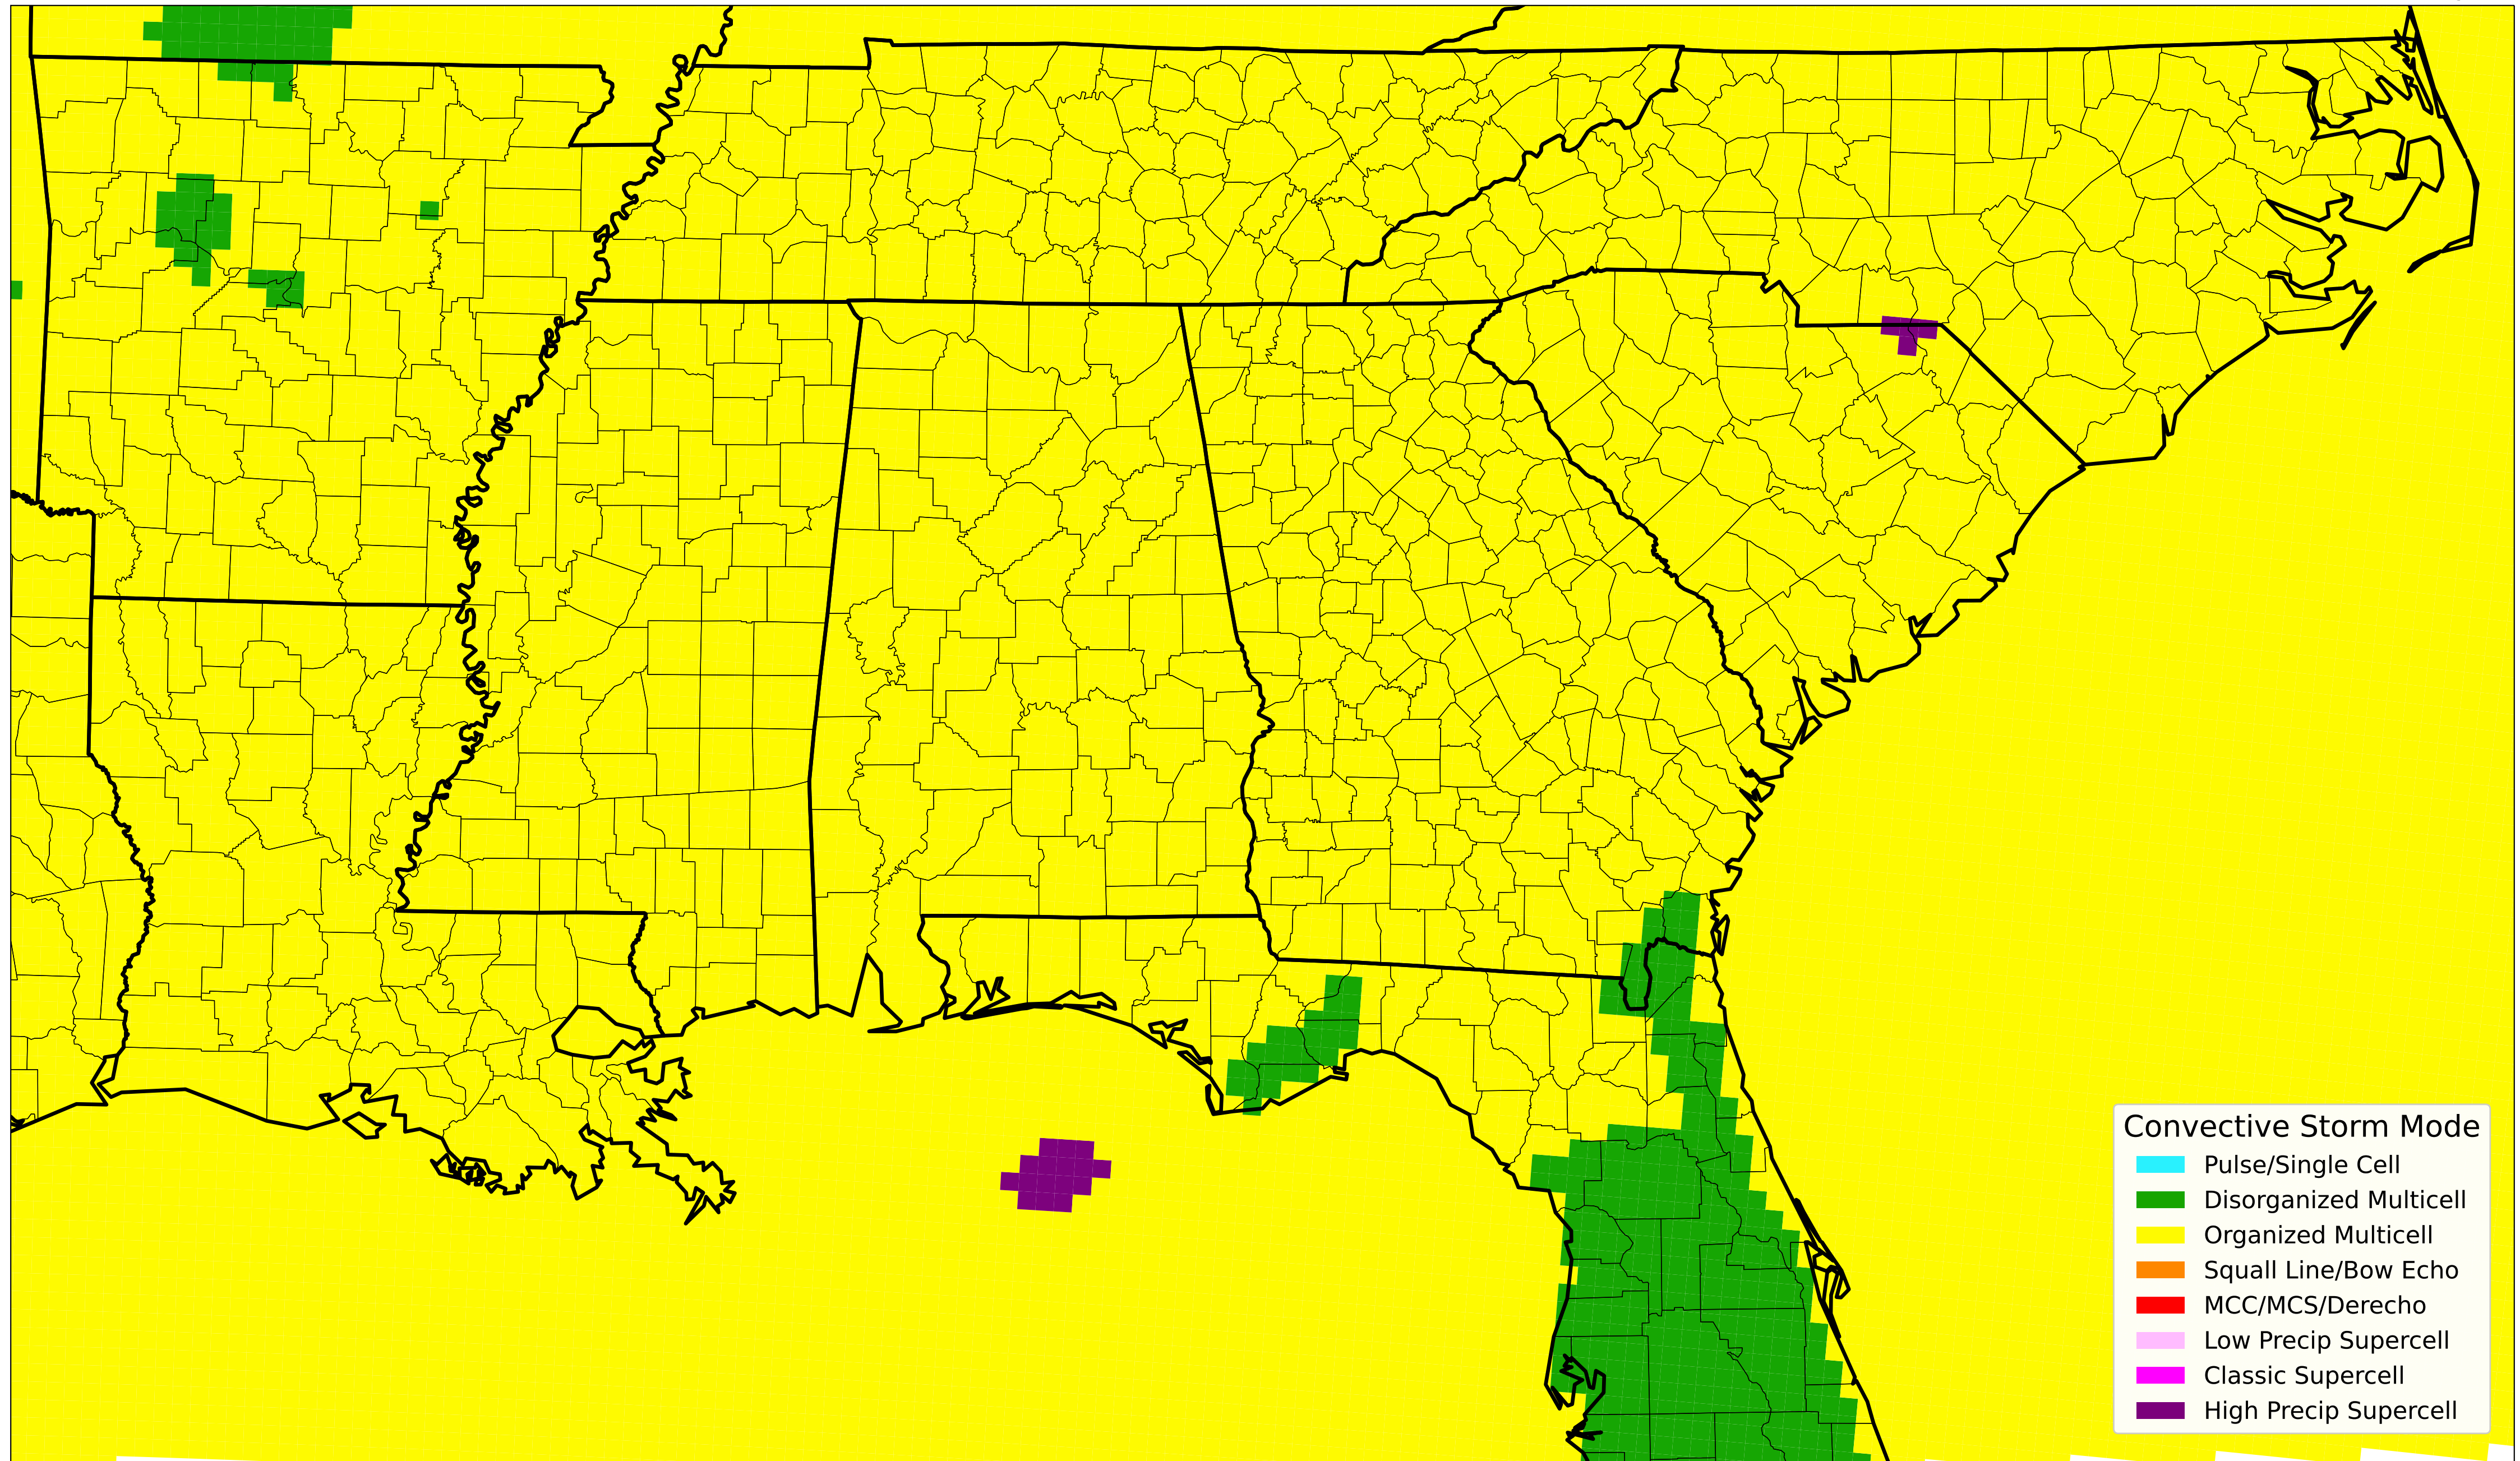 Convective Storm Mode
Pulse/Single Cell
Disorganized Multicell
Organized Multicell
Squall Line/Bow Echo
MCC/MCS/Derecho
Low Precip Supercell
Classic Supercell
High Precip Supercell